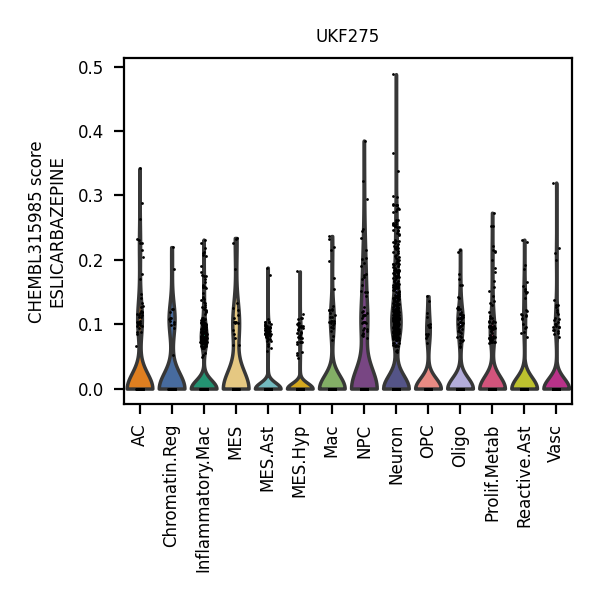 UKF275
CHEMBL315985 score
ESLICARBAZEPINE
0.5
0.4
0.3
0.2
0.1
0.0
AC
Chromatin.Reg
Inflammatory.Mac
MES
MES.Ast
MES.Hyp
Mac
NPC
Neuron
OPC
Oligo
Prolif.Metab
Reactive.Ast
Vasc